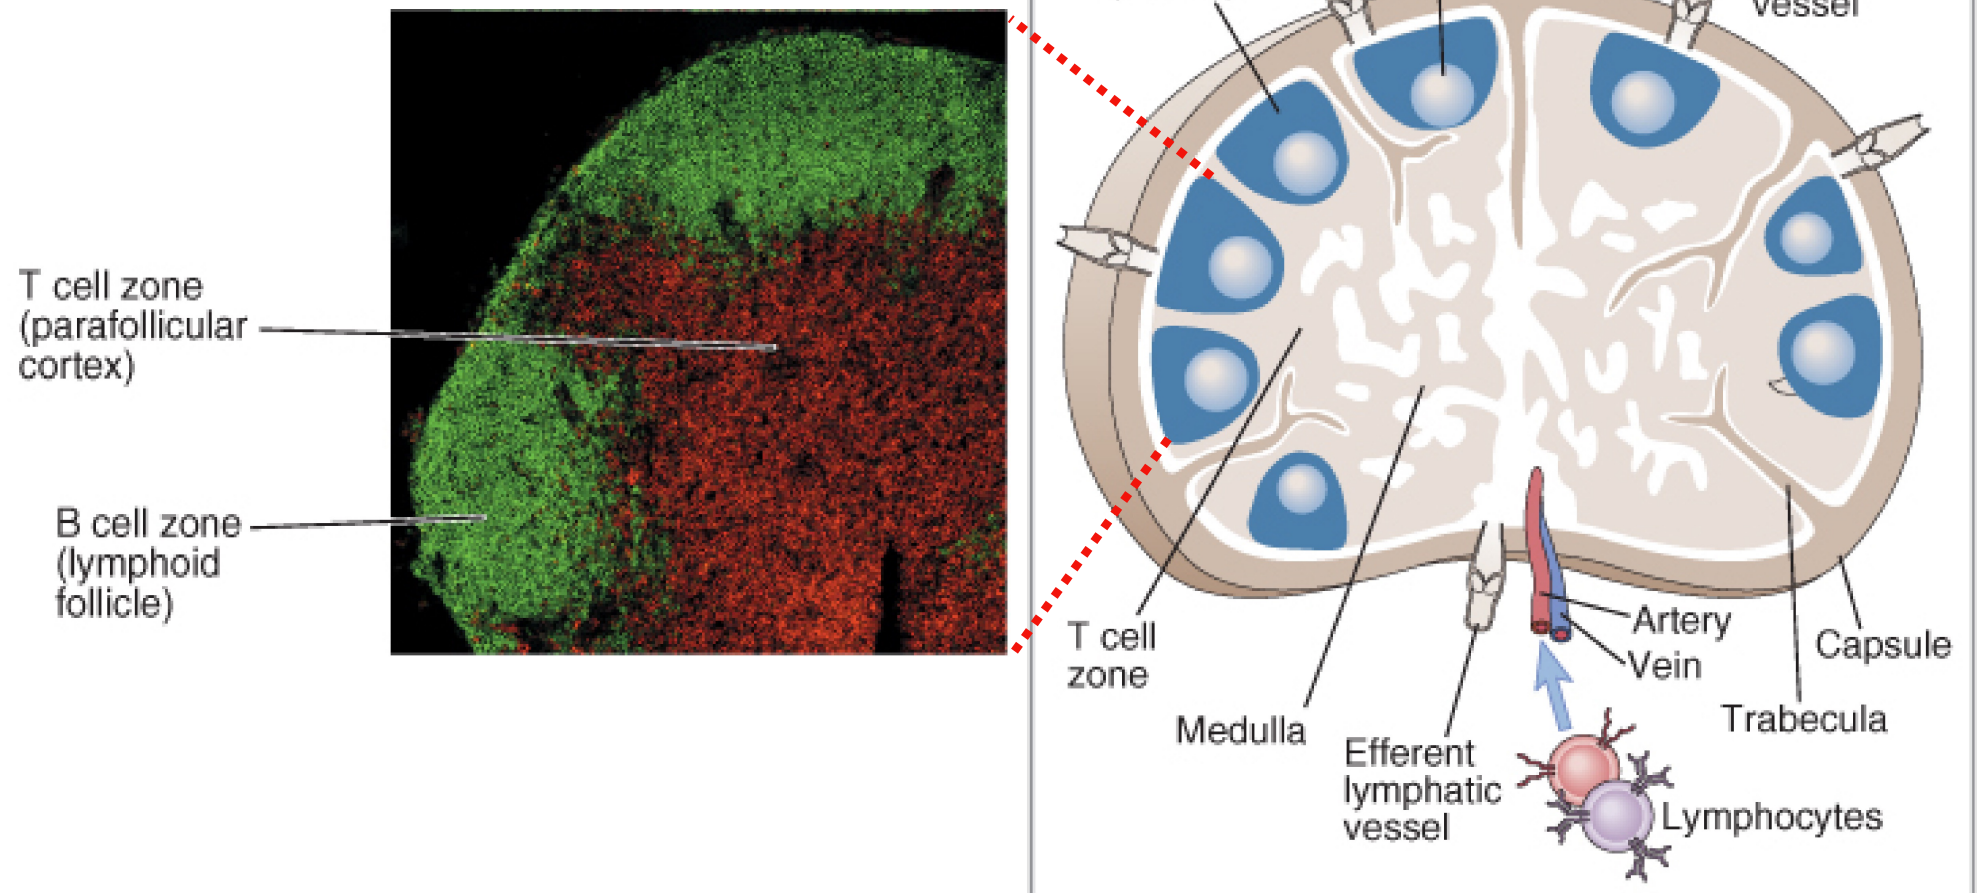 vessel
T cell zone
(parafollicular
cortex)
B cell zone
(lymphoid
follicle)
T cell
zone
Medulla
Efferent
lymphatic
vessel
Artery
Vein
Capsule
Trabecula
Lymphocytes